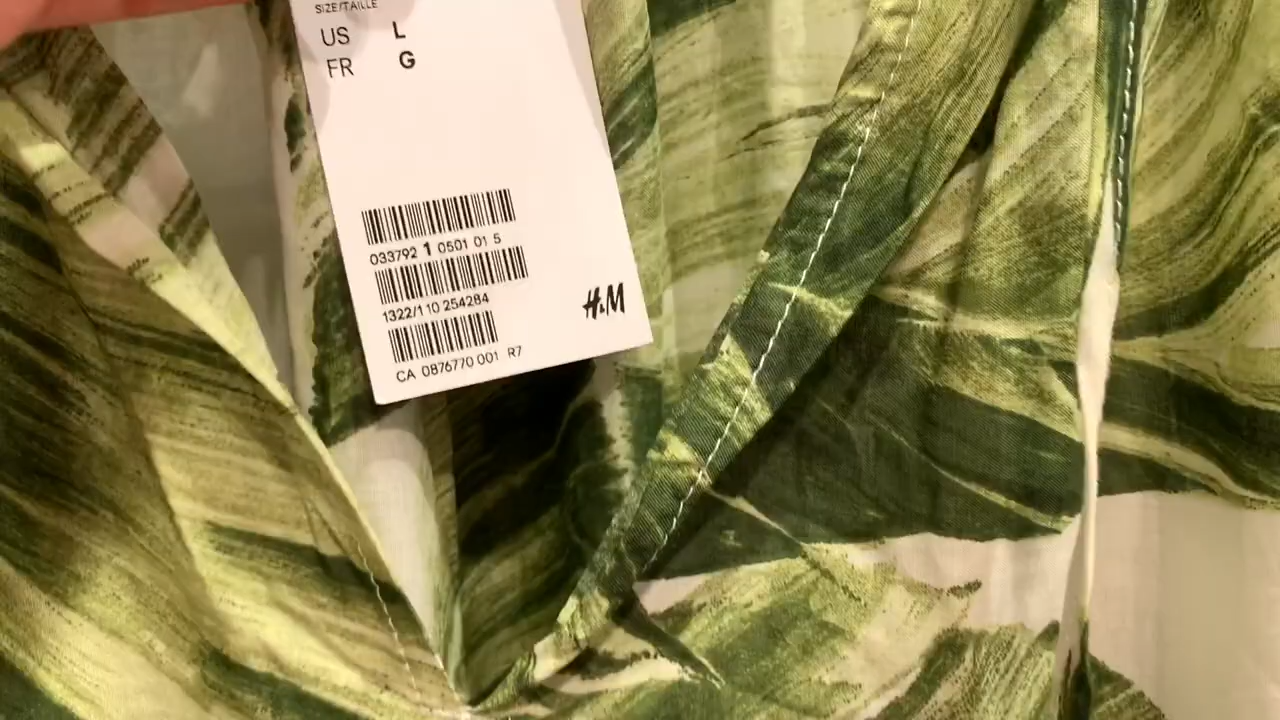 SIZE/TAILLE
US L
FR G
033792 1 0501 01 5
1322/1 10 254284
H&M
CA 0876770 001 R7